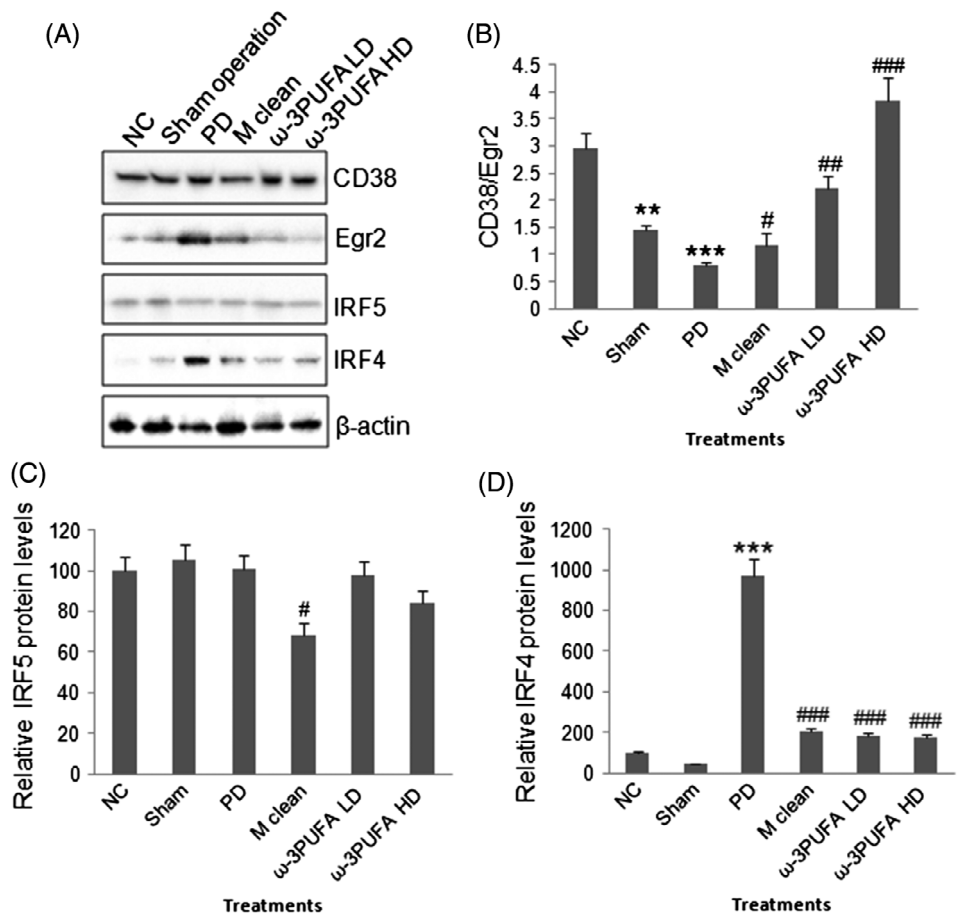 (A)
NC
Sham operation
PD
M clean
ω-3PUFA LD
ω-3PUFA HD
CD38
Egr2
IRF5
IRF4
β-actin
(B)
CD38/Egr2
4.5
4
3.5
3
2.5
2
1.5
1
0.5
0
**
***
#
##
###
NC
Sham
PD
M clean
ω-3PUFA LD
ω-3PUFA HD
Treatments
(C)
Relative IRF5 protein levels
120
100
80
60
40
20
0
#
NC
Sham
PD
M clean
ω-3PUFA LD
ω-3PUFA HD
Treatments
(D)
Relative IRF4 protein levels
1200
1000
800
600
400
200
0
***
###
###
###
NC
Sham
PD
M clean
ω-3PUFA LD
ω-3PUFA HD
Treatments